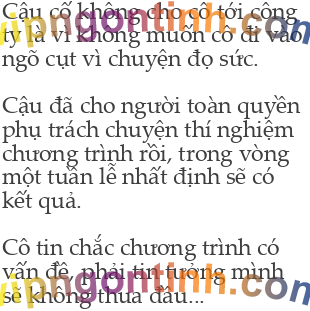 Cậu cố không cho cô tới công
ty là vì không muốn cô đi vào
ngõ cụt vì chuyện đọ sức.
Cậu đã cho người toàn quyền
phụ trách chuyện thí nghiệm
chương trình rồi, trong vòng
một tuần lễ nhất định sẽ có
kết quả.
Cô tin chắc chương trình có
vấn đề, phải tin tưởng mình
sẽ không thua đâu...
vipngontinh.com
vipngontinh.com